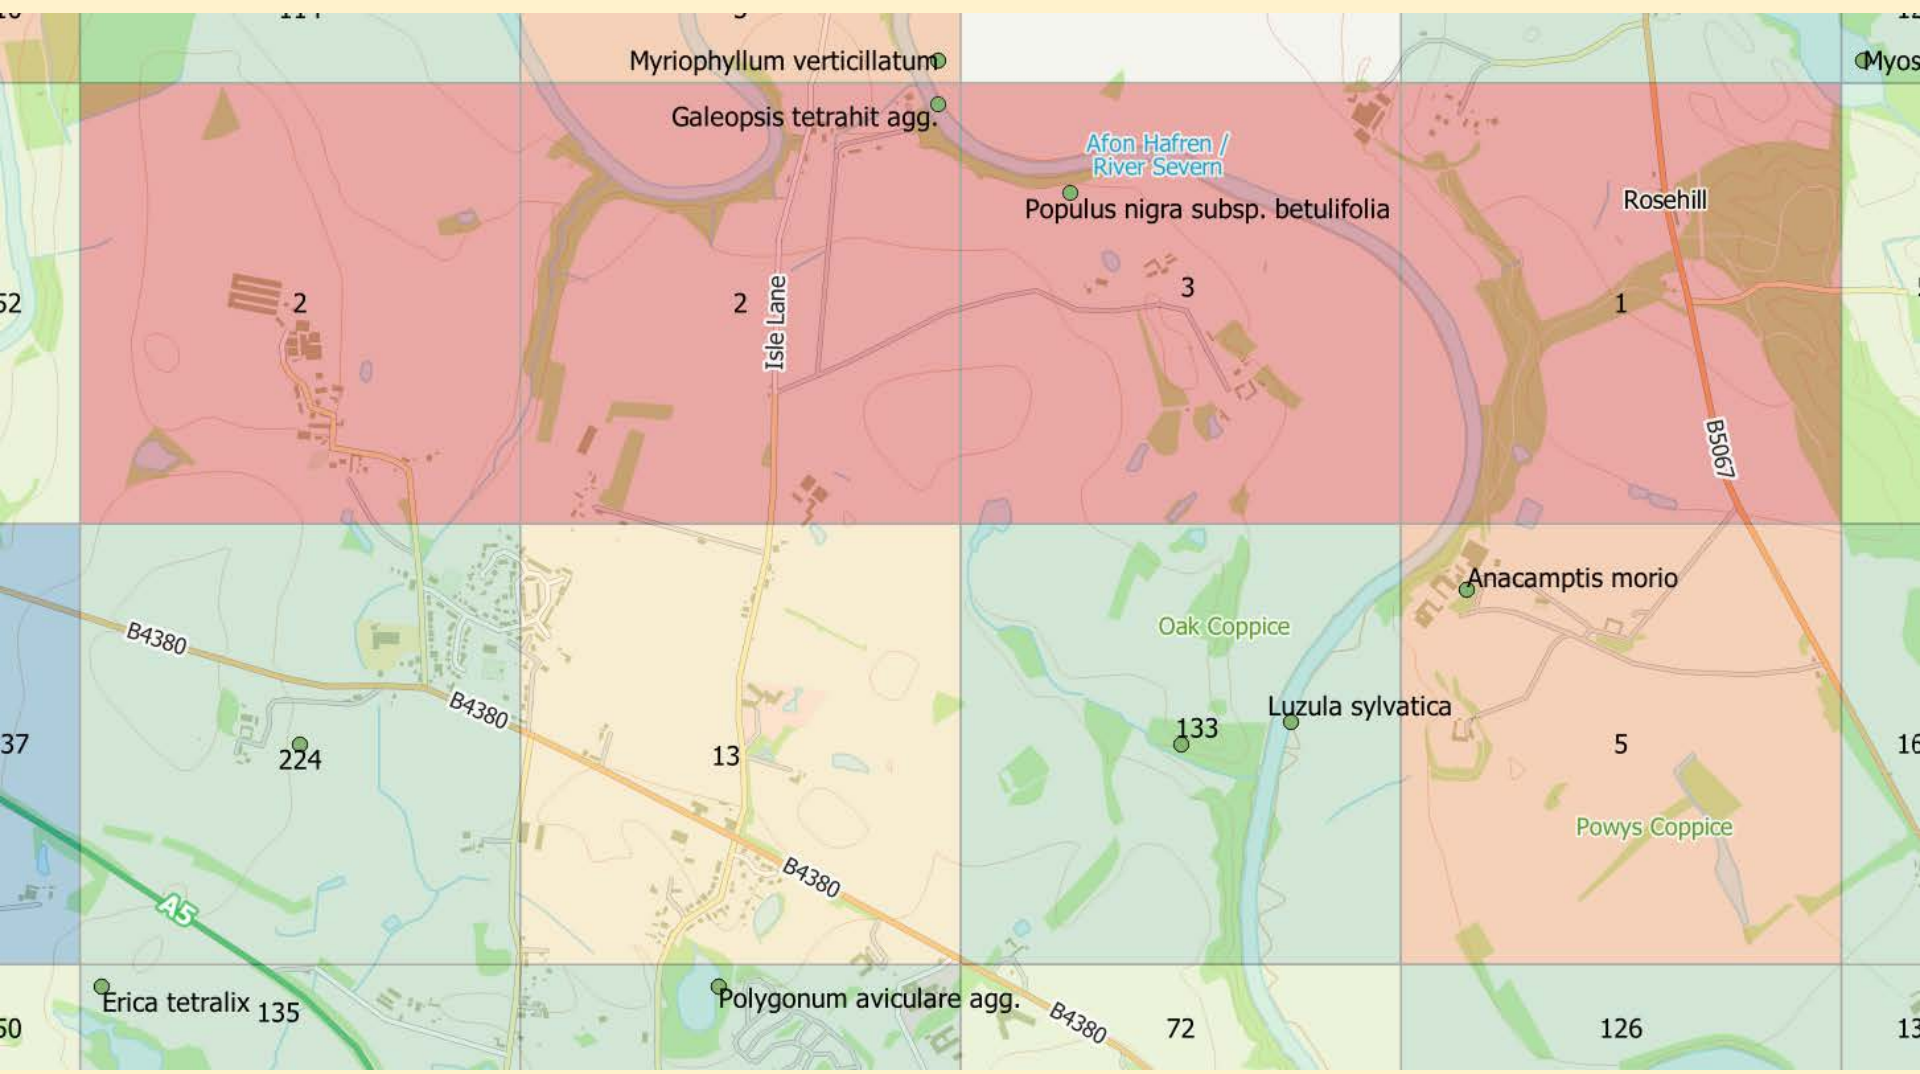 Myriophyllum verticillatum
Myos
Galeopsis tetrahit agg.
Afon Hafren /
River Severn
Populus nigra subsp. betulifolia
Rosehill
52
2
2
Isle Lane
3
1
B5067
Anacamptis morio
Oak Coppice
B4380
B4380
Luzula sylvatica
37
224
13
133
5
16
Powys Coppice
B4380
A5
Erica tetralix
135
Polygonum aviculare agg.
B4380
50
72
126
13